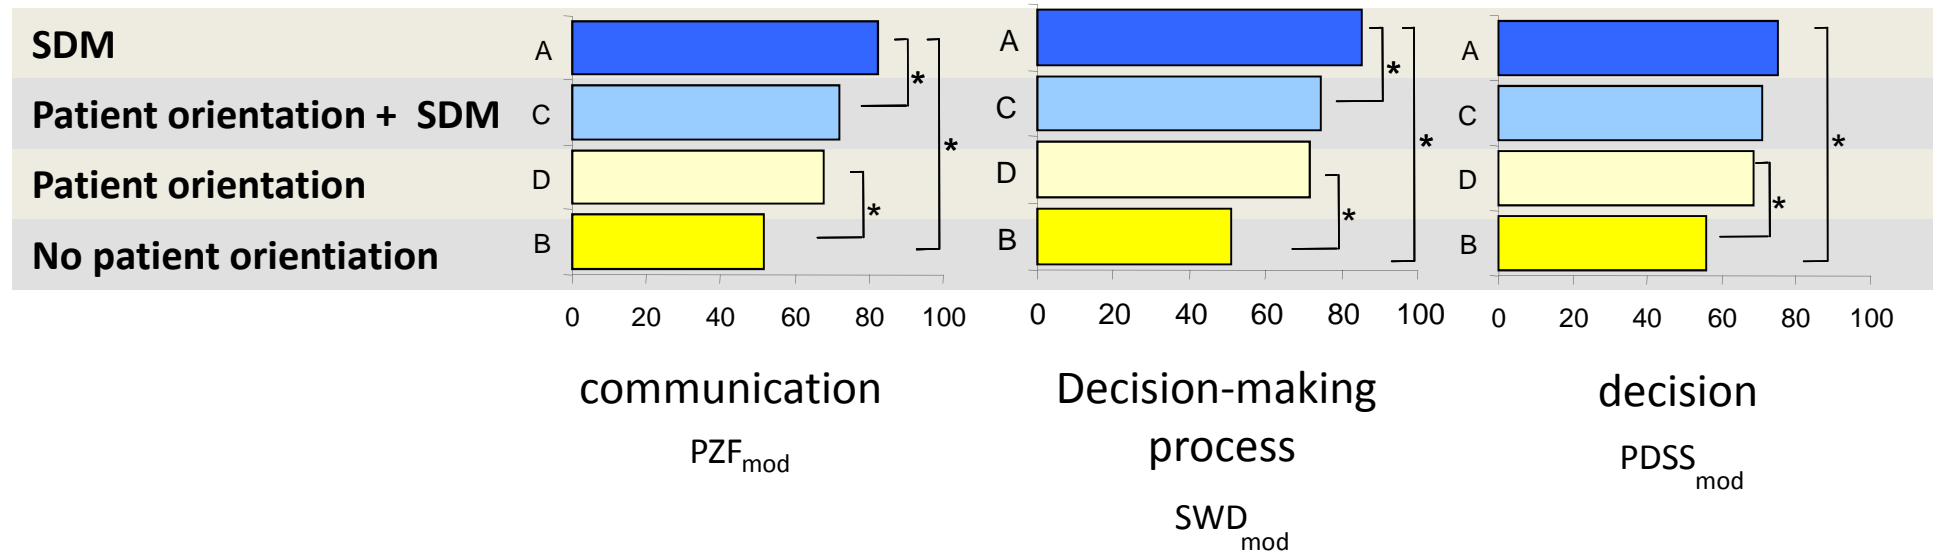 SDM
Patient orientation + SDM
Patient orientation
No patient orientiation
A
C
D
B
*
*
*
0 20 40 60 80 100
communication
PZFmod
A
C
D
B
*
*
*
0 20 40 60 80 100
Decision-making
process
SWDmod
A
C
D
B
*
*
0 20 40 60 80 100
decision
PDSSmod